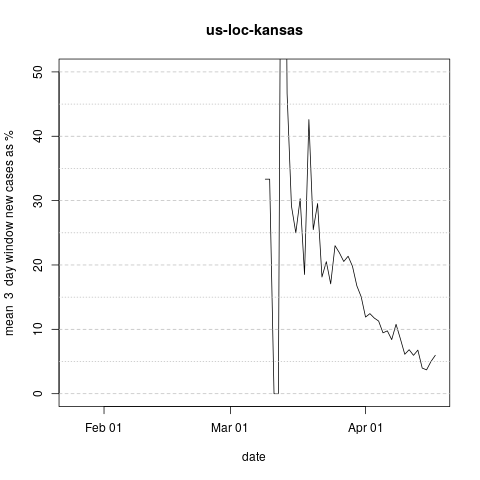 us-loc-kansas
mean 3 day window new cases as %
50
40
30
20
10
0
Feb 01
Mar 01
Apr 01
date